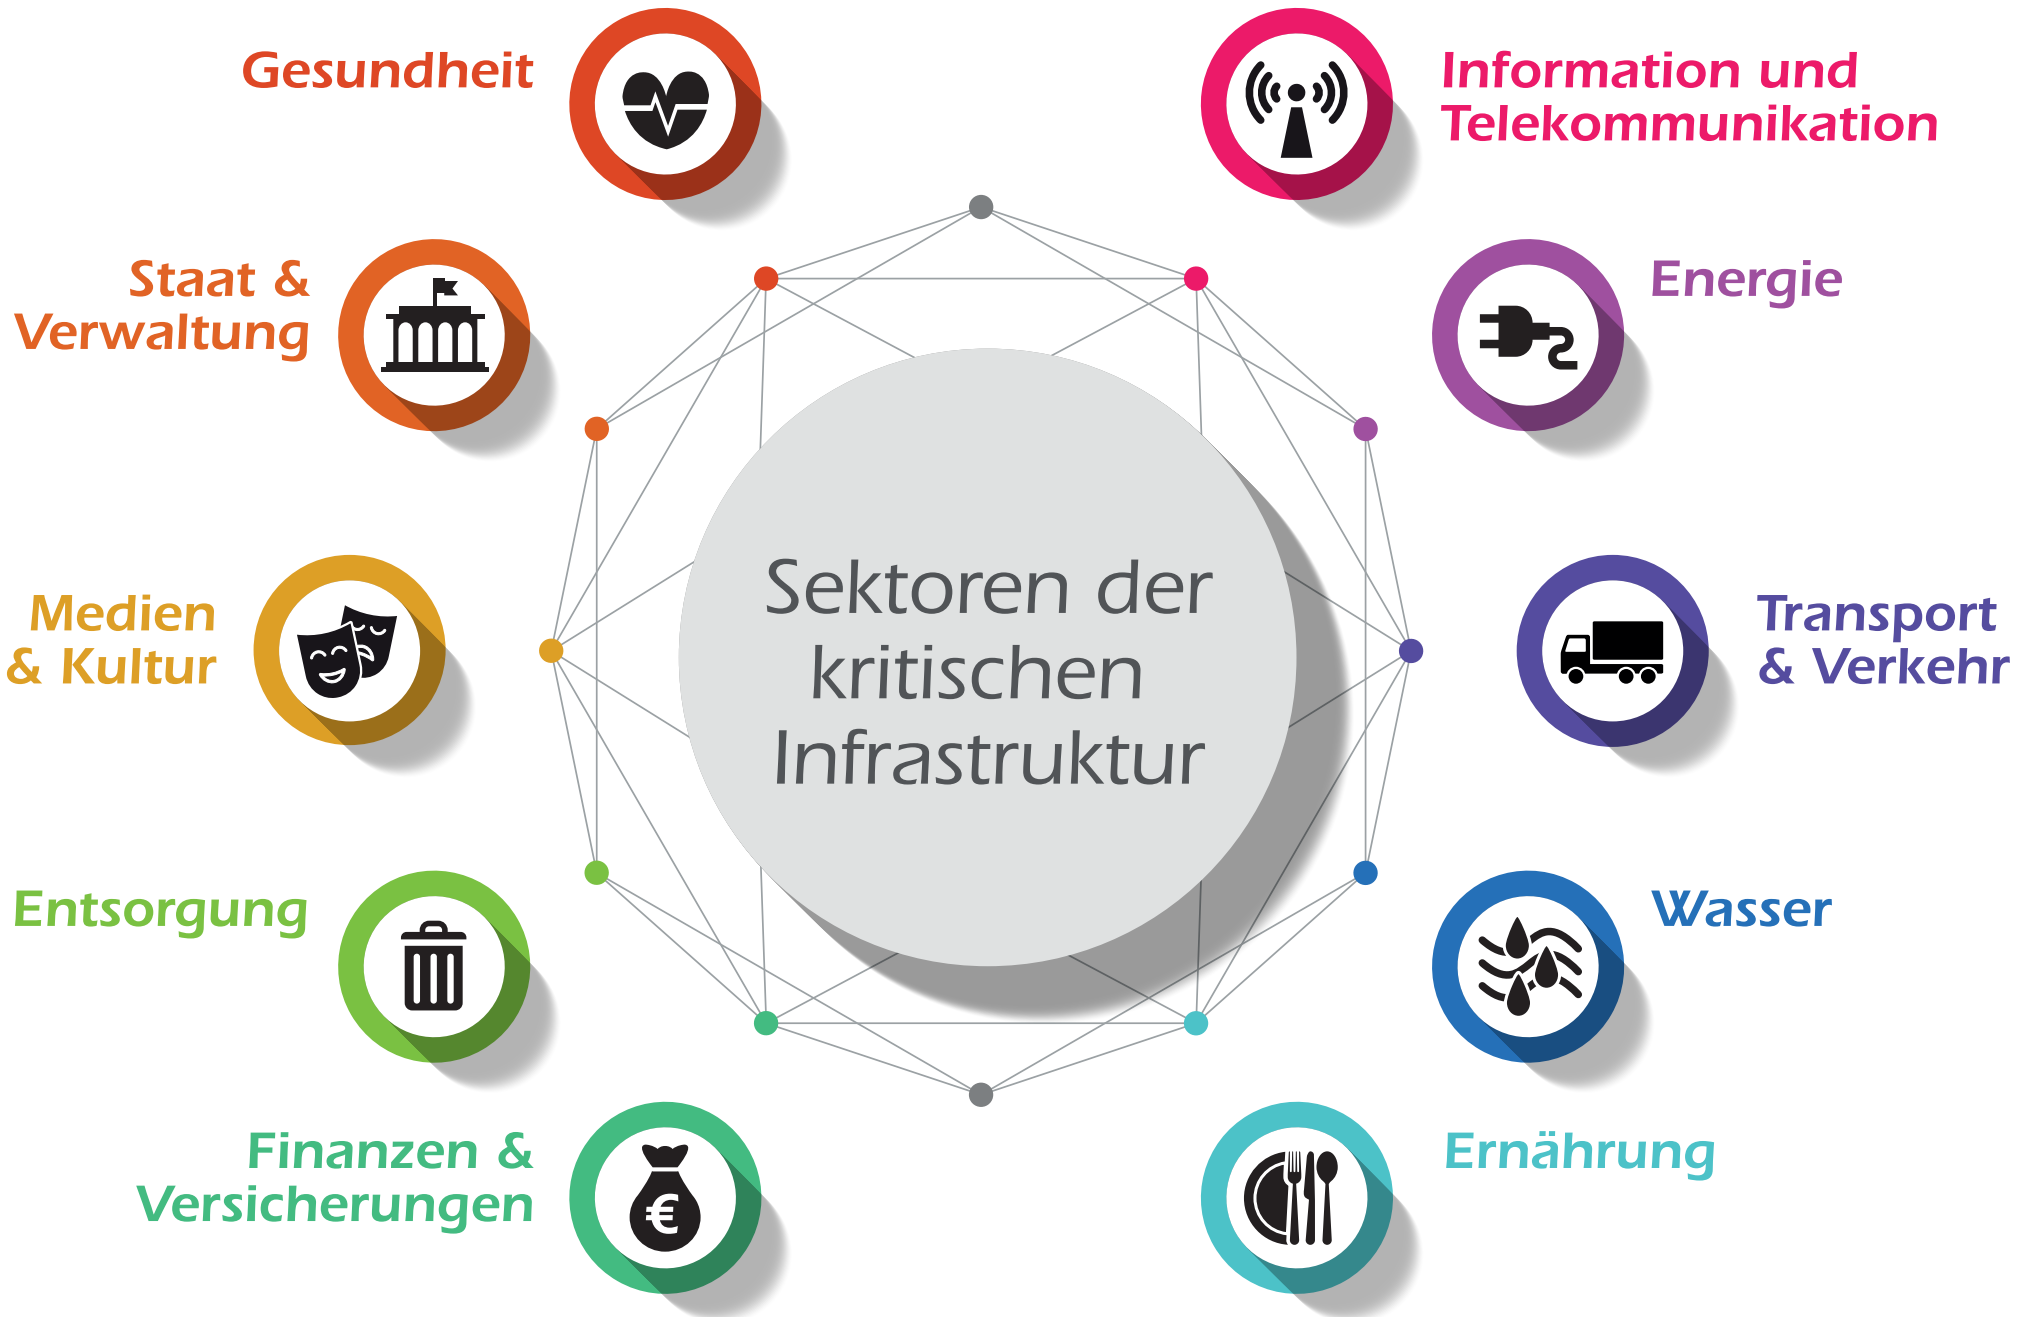 Gesundheit
Information und
Telekommunikation
Staat &
Verwaltung
Energie
Medien
& Kultur
Sektoren der
kritischen
Infrastruktur
Transport
& Verkehr
Entsorgung
Wasser
Finanzen &
Versicherungen
€
Ernährung